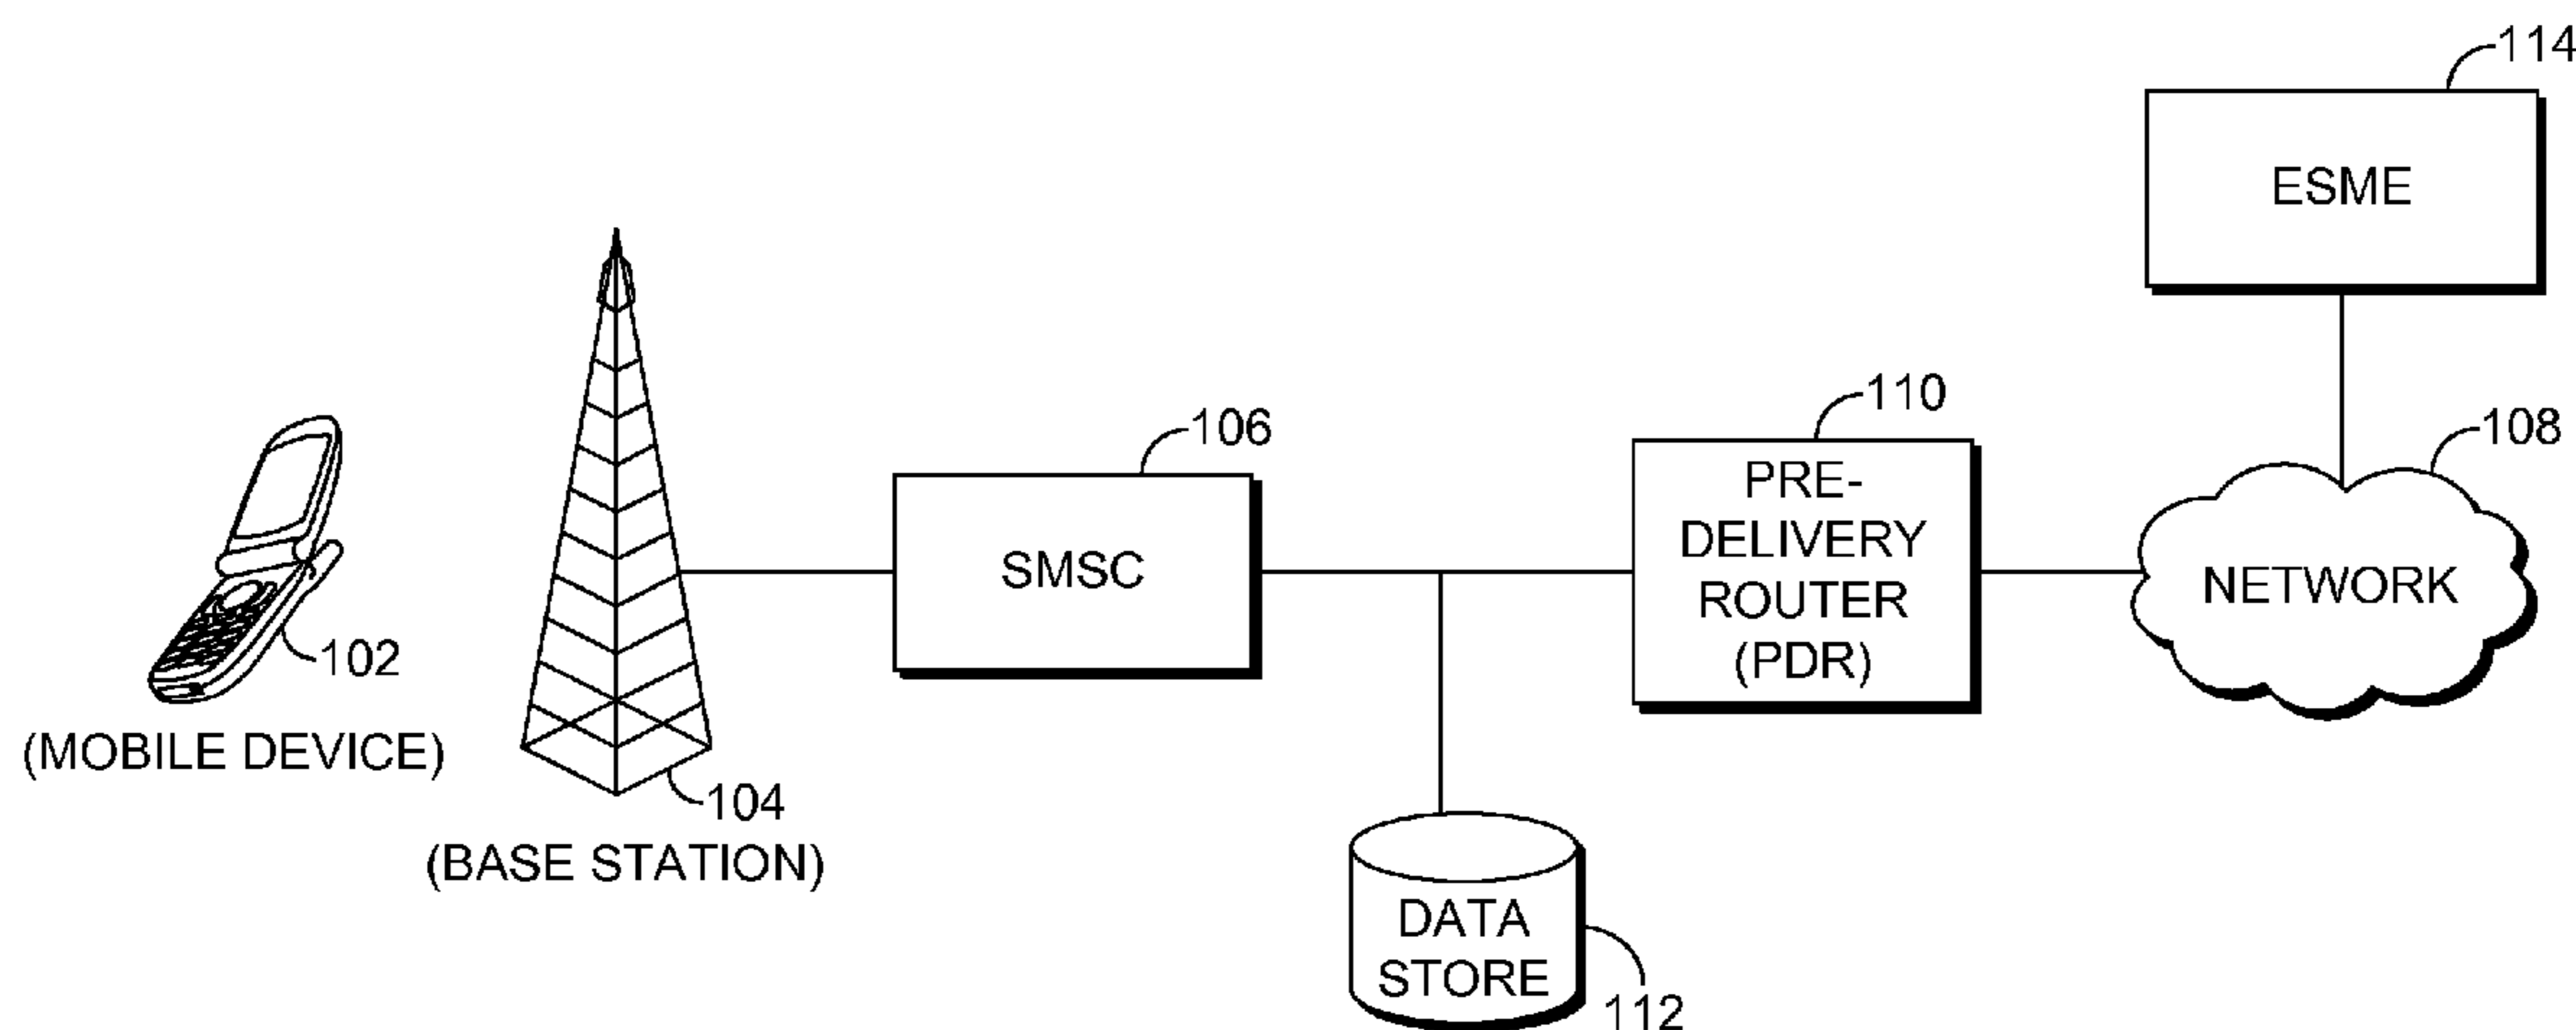 114
ESME
110
108
106
PRE-
DELIVERY
ROUTER
(PDR)
SMSC
NETWORK
102
(MOBILE DEVICE)
104
(BASE STATION)
DATA
STORE
112